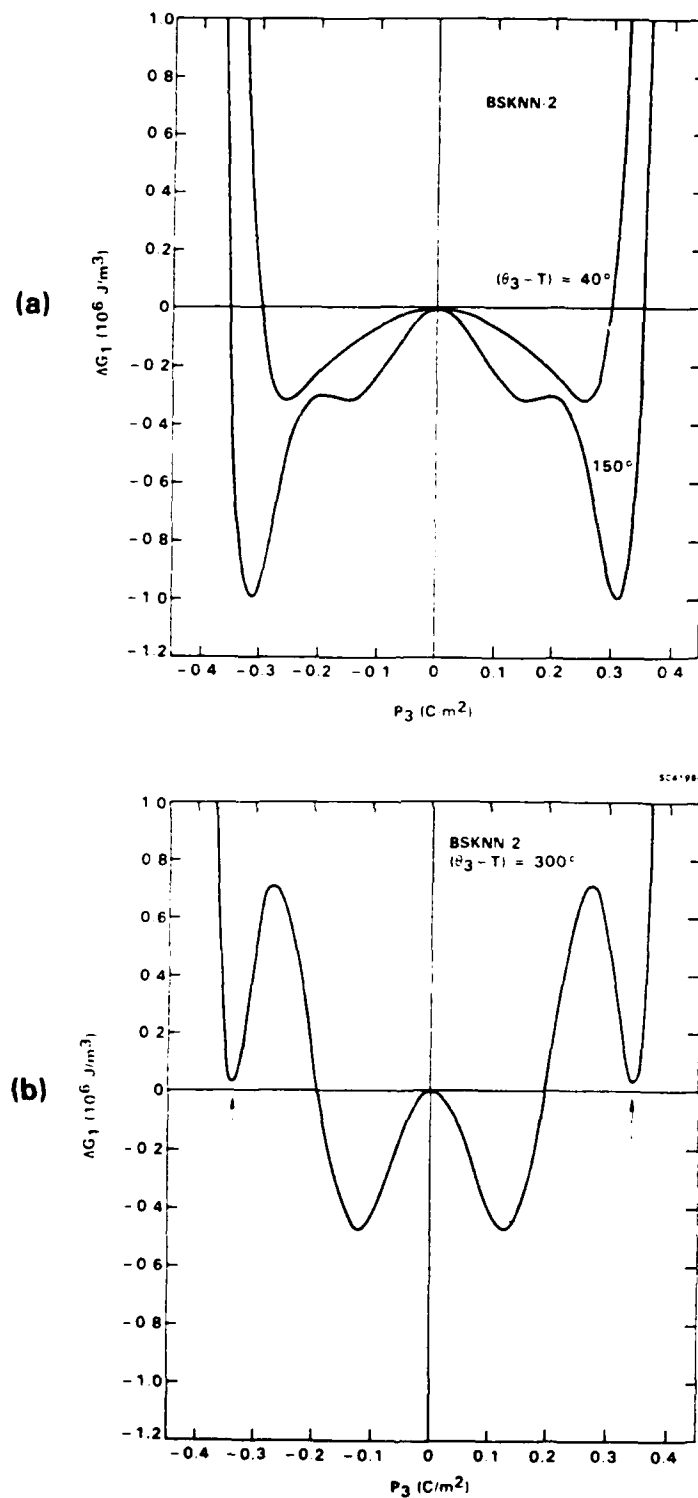 1.0
0 8
0 6
0.4
0.2
0
-0.2
-0.4
-0.6
-0 8
-1 0
-1.2
ΔG1 (10^6 J/m^3)
(a)
BSKNN-2
(θ3-T) = 40°
150°
-0 4 -0.3 -0.2 -0.1 0 0.1 0.2 0.3 0.4
P3 (C·m2)
1.0
0.8
0.6
0.4
0.2
0
-0.2
-0.4
-0.6
-0.8
-1.0
-1.2
ΔG1 (10^6 J/m^3)
(b)
BSKNN 2
(θ3-T) = 300°
-0.4 -0.3 -0.2 -0.1 0 0.1 0.2 0.3 0.4
P3 (C/m2)